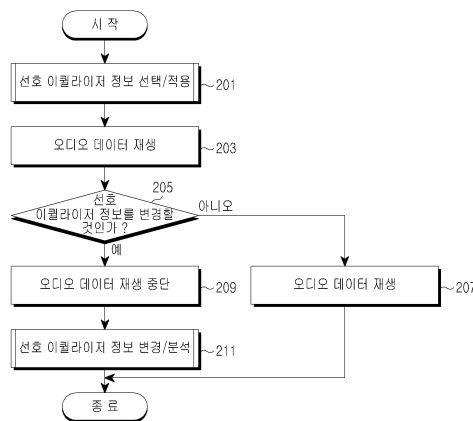 시 작
선호 이퀄라이저 정보 선택/적용
201
오디오 데이터 재생
203
205
선호
이퀄라이저 정보를 변경할
것인가 ?
아니오
예
오디오 데이터 재생 중단
209
오디오 데이터 재생
207
선호 이퀄라이저 정보 변경/분석
211
종 료